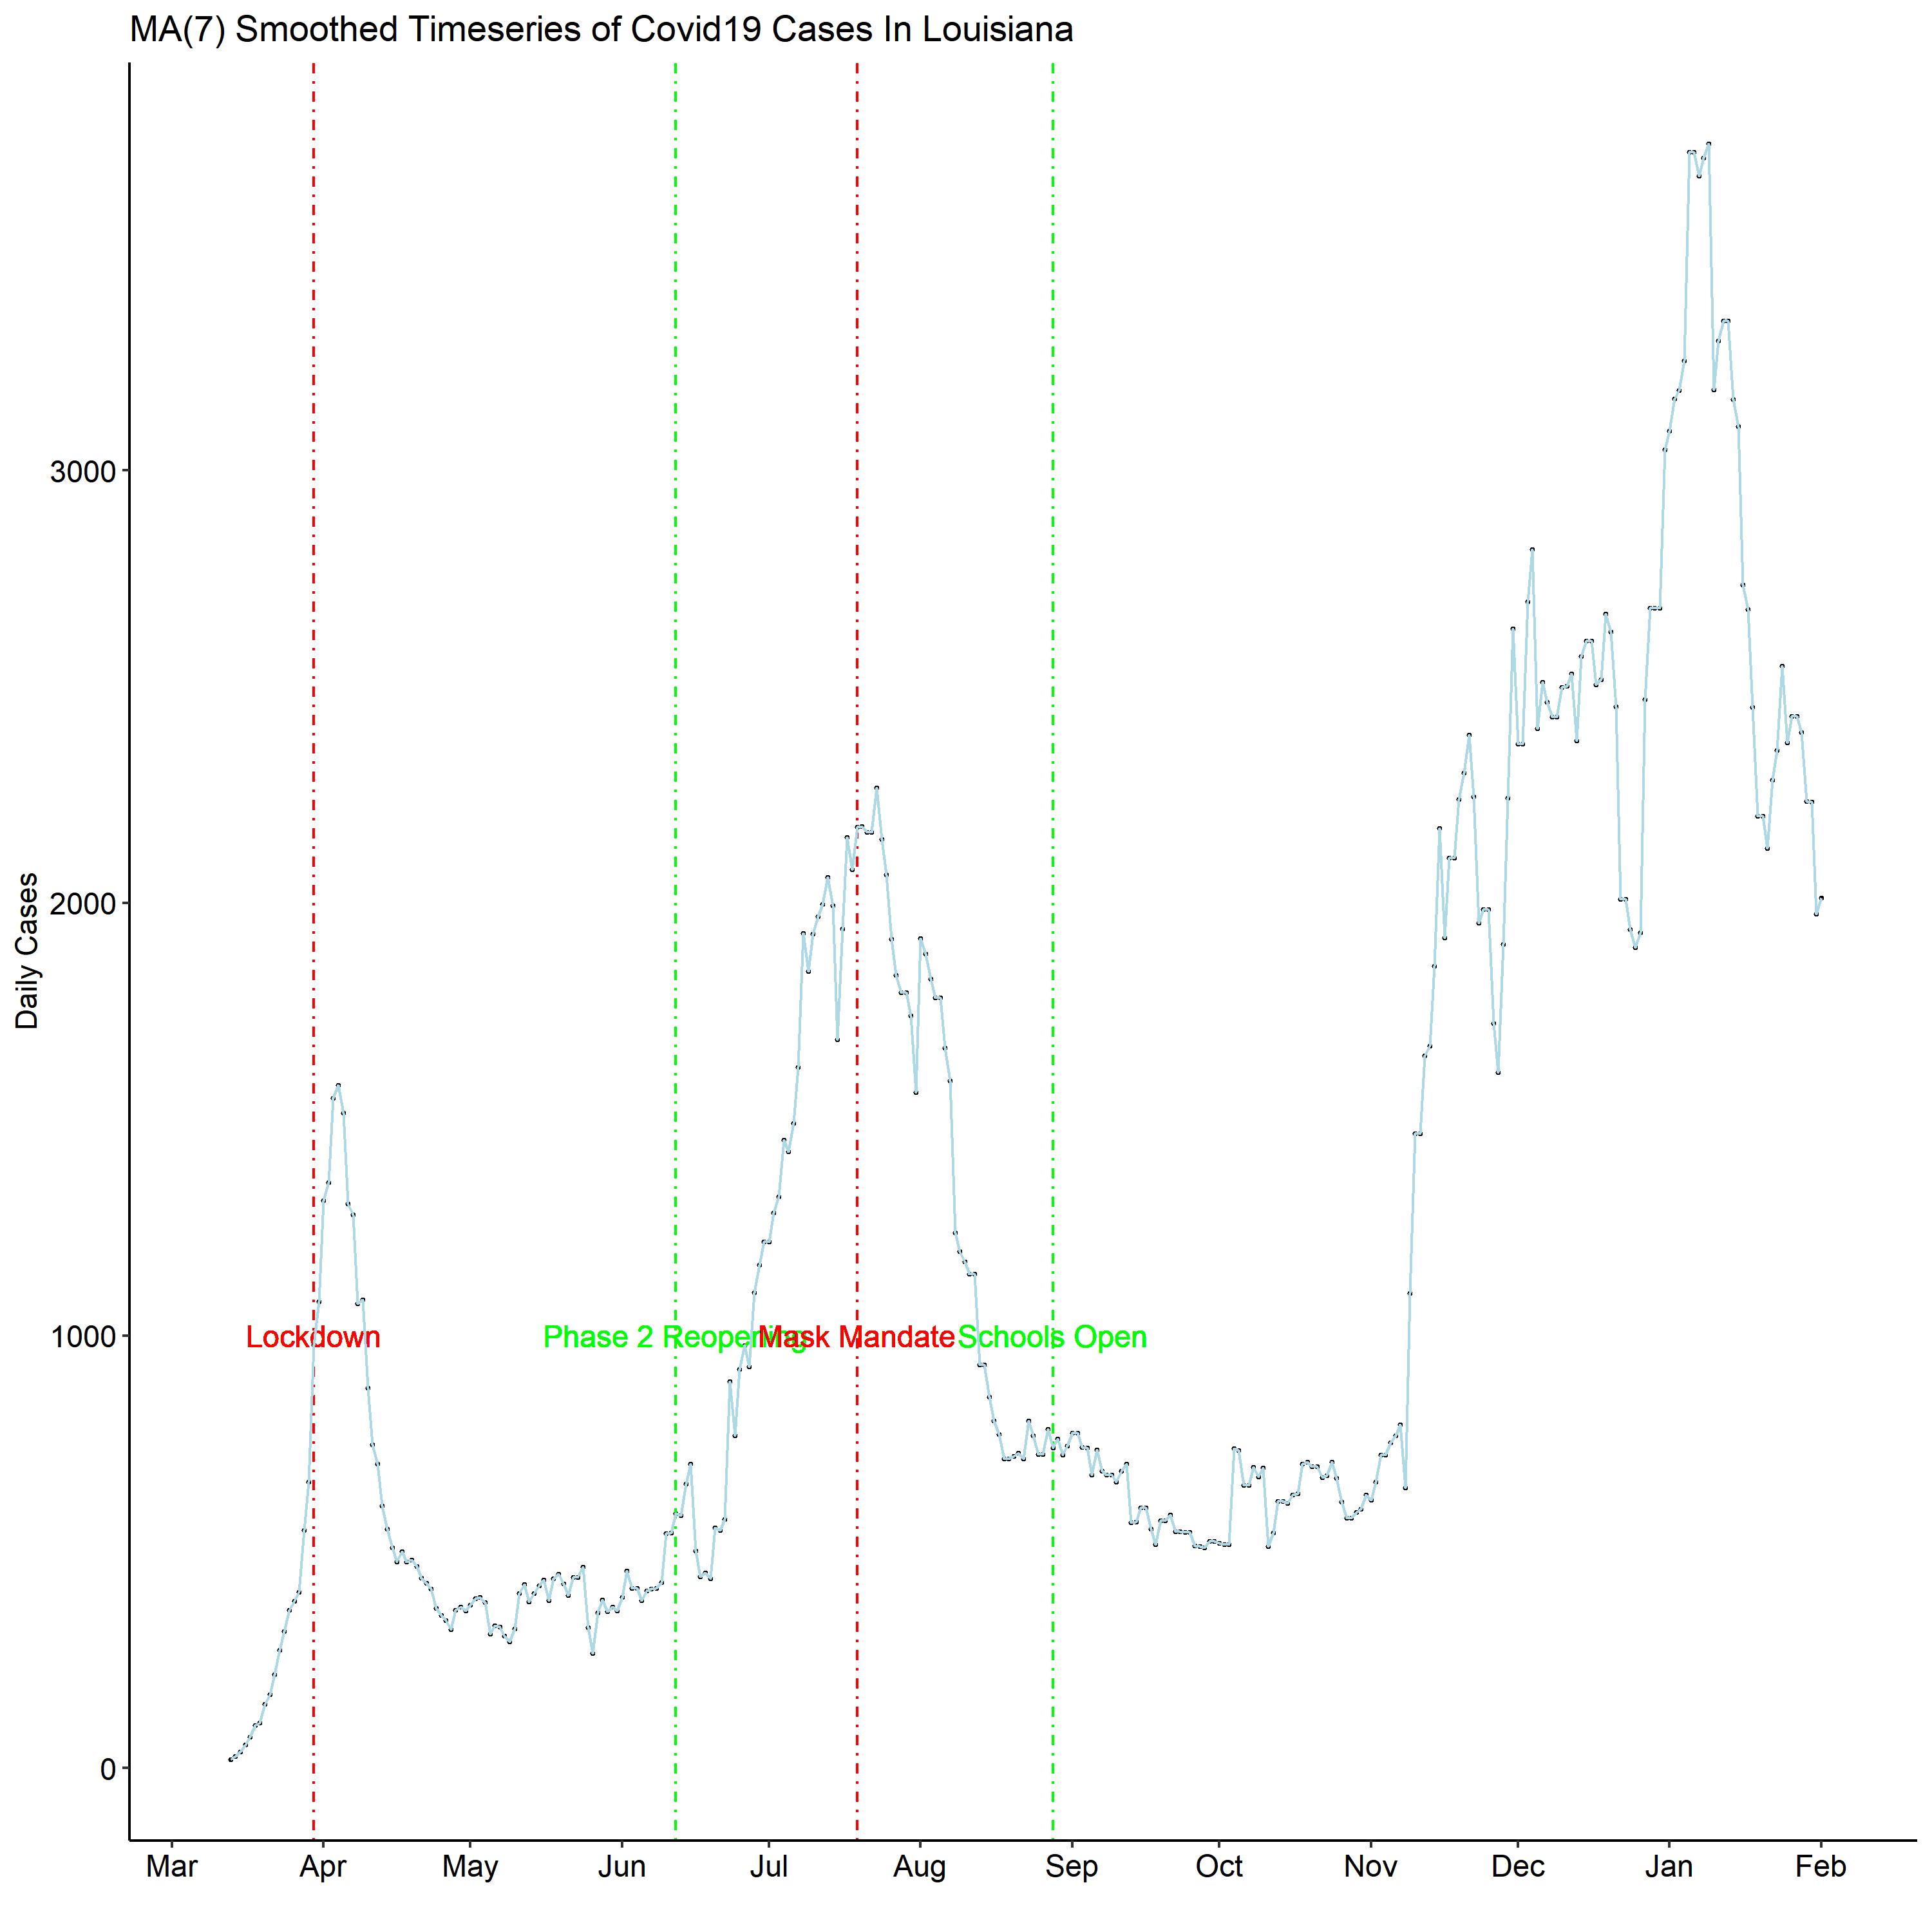 MA(7) Smoothed Timeseries of Covid19 Cases In Louisiana
Daily Cases
3000
2000
1000
0
Lockdown
Phase 2 Reopening
Mask Mandate
Schools Open
Mar Apr May Jun Jul Aug Sep Oct Nov Dec Jan Feb